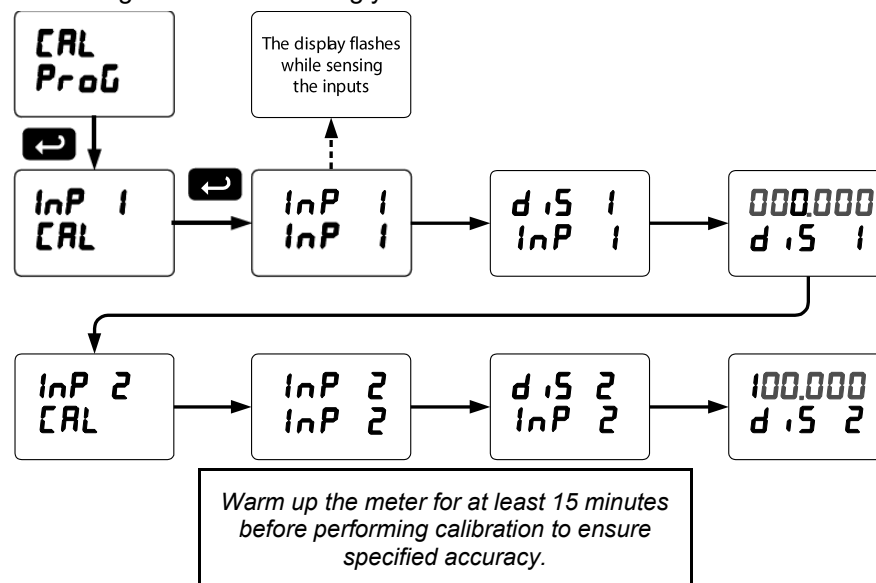 CAL
ProG
The display flashes
while sensing
the inputs
InP 1
CAL
InP 1
InP 1
diS 1
InP 1
000.000
diS 1
InP 2
CAL
InP 2
InP 2
diS 2
InP 2
100.000
diS 2
Warm up the meter for at least 15 minutes
before performing calibration to ensure
specified accuracy.